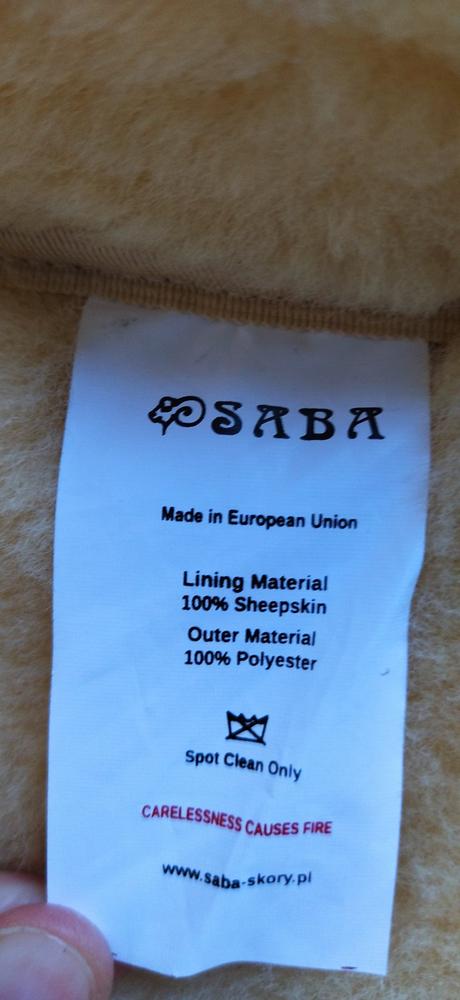 SABA
Made in European Union
Lining Material
100% Sheepskin
Outer Material
100% Polyester
Spot Clean Only
CARELESSNESS CAUSES FIRE
www.saba-skory.pl